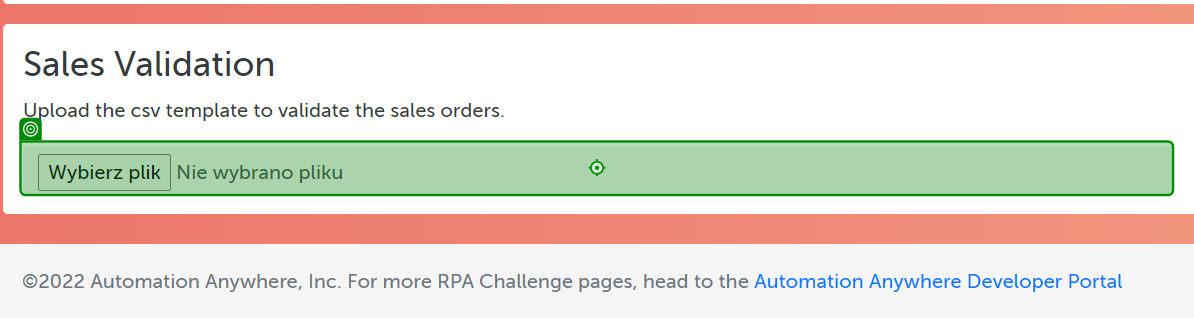 Sales Validation
Upload the csv template to validate the sales orders.
Wybierz plik Nie wybrano pliku
©2022 Automation Anywhere, Inc. For more RPA Challenge pages, head to the Automation Anywhere Developer Portal